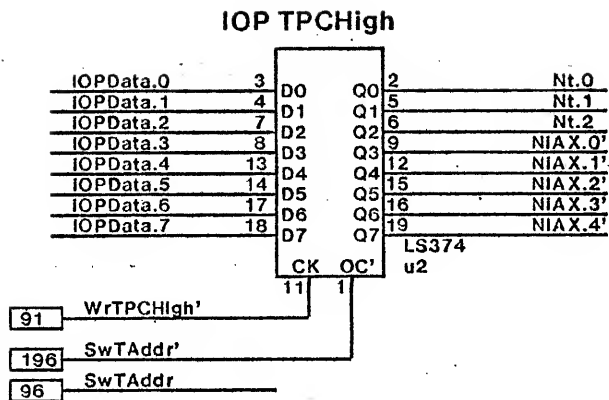 IOP TPCHigh
IOPData.0 3 D0 Q0 2 Nt.0
IOPData.1 4 D1 Q1 5 Nt.1
IOPData.2 7 D2 Q2 6 Nt.2
IOPData.3 8 D3 Q3 9 NIAX.0'
IOPData.4 13 D4 Q4 12 NIAX.1'
IOPData.5 14 D5 Q5 15 NIAX.2'
IOPData.6 17 D6 Q6 16 NIAX.3'
IOPData.7 18 D7 Q7 19 NIAX.4'
LS374
CK OC' u2
11 1
91 WrTPCHigh'
196 SwTAddr'
96 SwTAddr